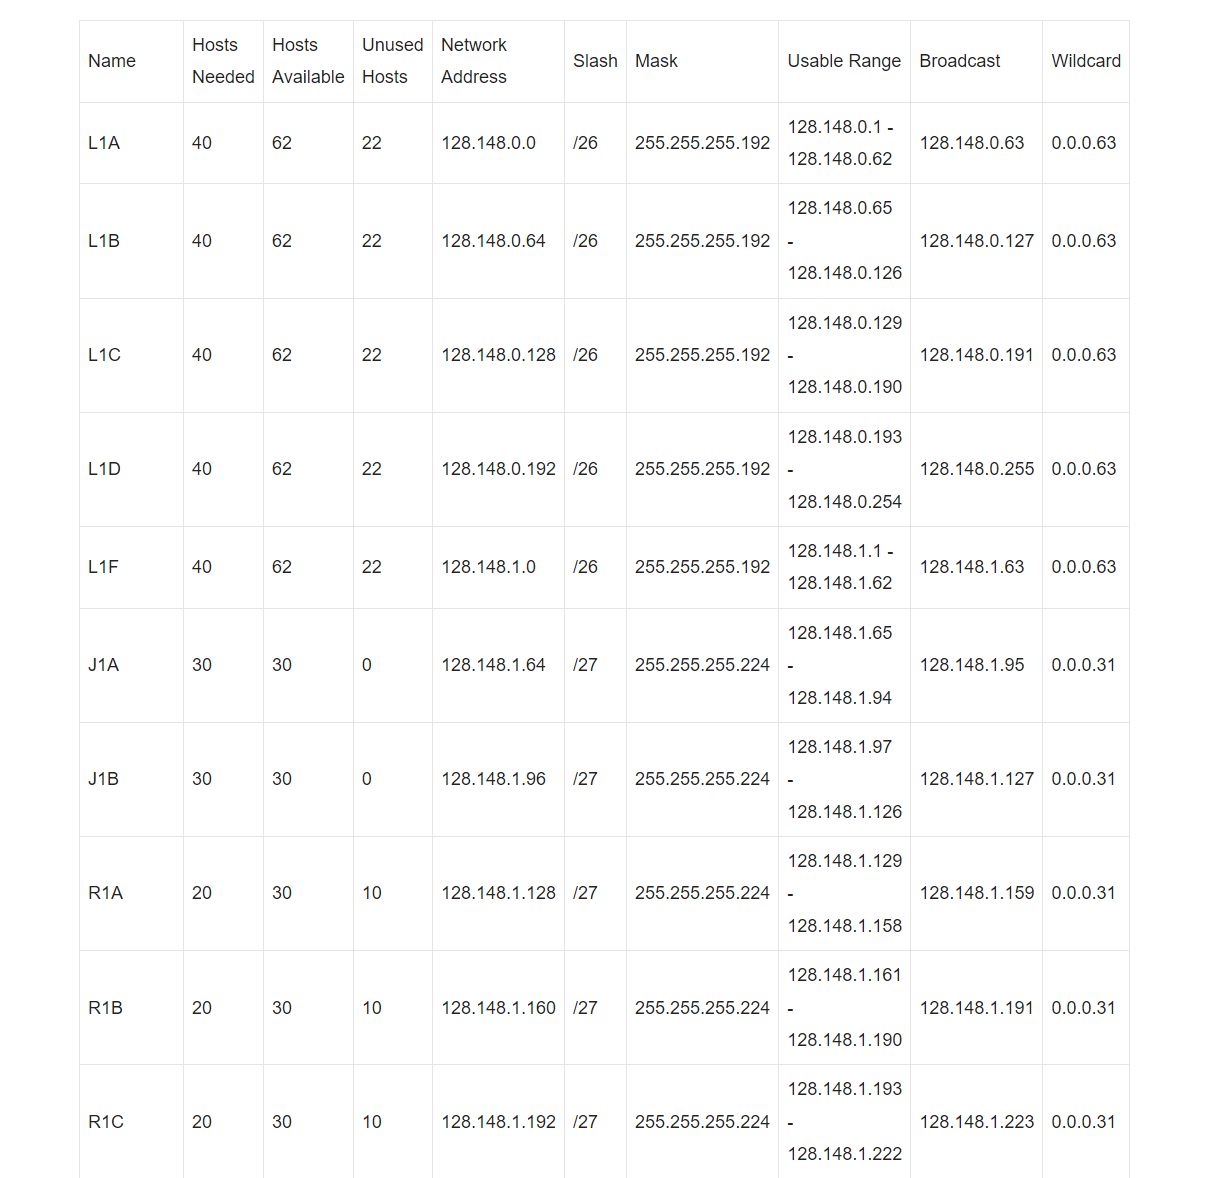 Name Hosts Needed Hosts Available Unused Hosts Network Address Slash Mask Usable Range Broadcast Wildcard
L1A 40 62 22 128.148.0.0 /26 255.255.255.192 128.148.0.1 - 128.148.0.62 128.148.0.63 0.0.0.63
L1B 40 62 22 128.148.0.64 /26 255.255.255.192 128.148.0.65 - 128.148.0.126 128.148.0.127 0.0.0.63
L1C 40 62 22 128.148.0.128 /26 255.255.255.192 128.148.0.129 - 128.148.0.190 128.148.0.191 0.0.0.63
L1D 40 62 22 128.148.0.192 /26 255.255.255.192 128.148.0.193 - 128.148.0.254 128.148.0.255 0.0.0.63
L1F 40 62 22 128.148.1.0 /26 255.255.255.192 128.148.1.1 - 128.148.1.62 128.148.1.63 0.0.0.63
J1A 30 30 0 128.148.1.64 /27 255.255.255.224 128.148.1.65 - 128.148.1.94 128.148.1.95 0.0.0.31
J1B 30 30 0 128.148.1.96 /27 255.255.255.224 128.148.1.97 - 128.148.1.126 128.148.1.127 0.0.0.31
R1A 20 30 10 128.148.1.128 /27 255.255.255.224 128.148.1.129 - 128.148.1.158 128.148.1.159 0.0.0.31
R1B 20 30 10 128.148.1.160 /27 255.255.255.224 128.148.1.161 - 128.148.1.190 128.148.1.191 0.0.0.31
R1C 20 30 10 128.148.1.192 /27 255.255.255.224 128.148.1.193 - 128.148.1.222 128.148.1.223 0.0.0.31